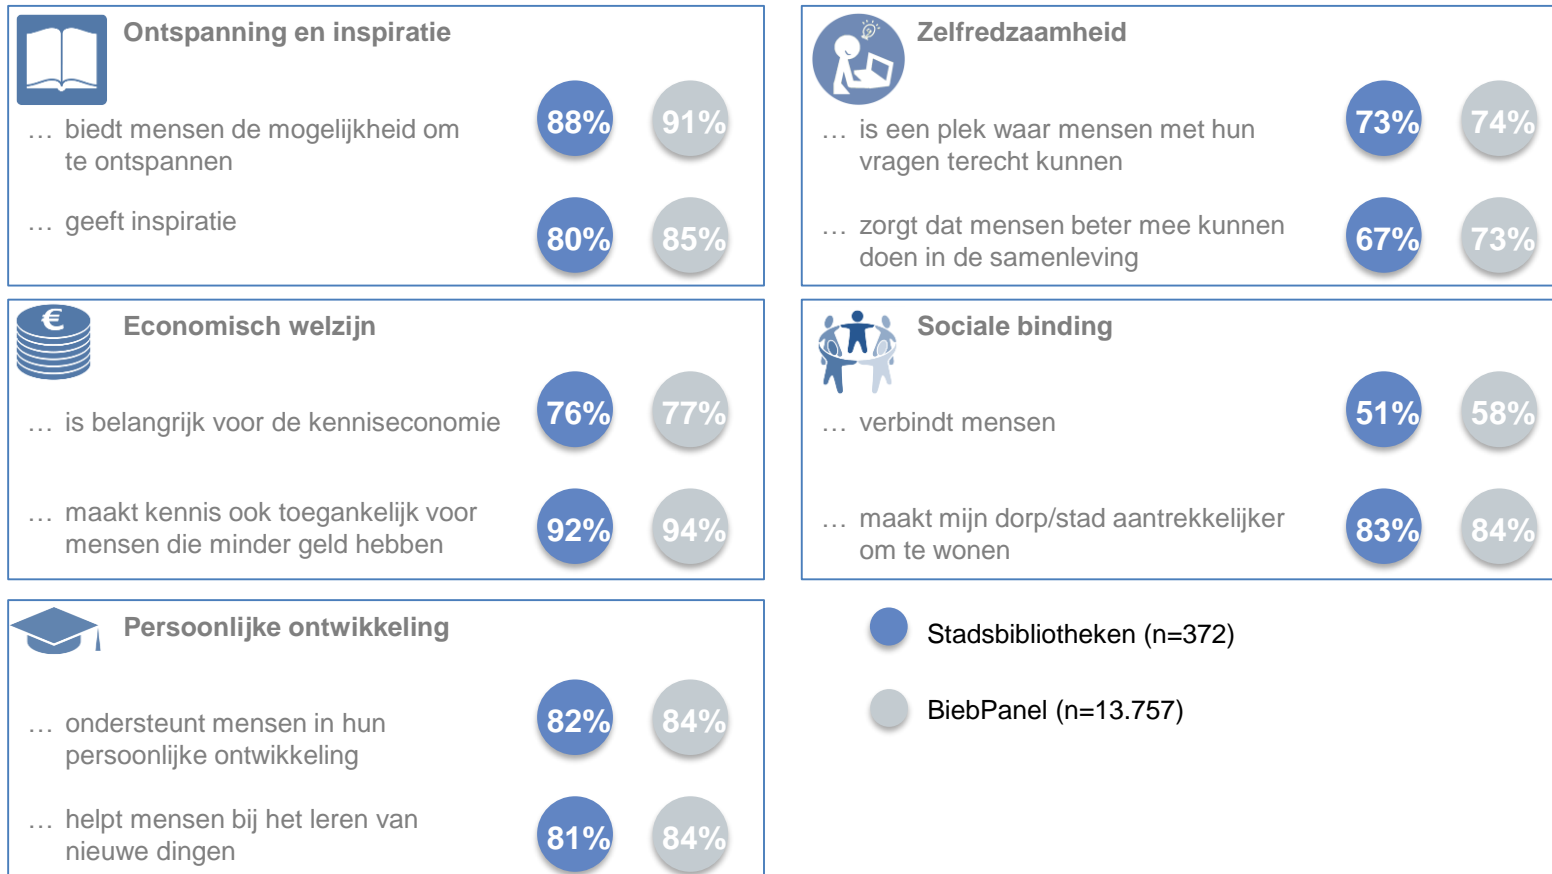 Ontspanning en inspiratie
… biedt mensen de mogelijkheid om
te ontspannen
88% 91%
… geeft inspiratie
80% 85%
Zelfredzaamheid
… is een plek waar mensen met hun
vragen terecht kunnen
73% 74%
… zorgt dat mensen beter mee kunnen
doen in de samenleving
67% 73%
€
Economisch welzijn
… is belangrijk voor de kenniseconomie
76% 77%
… maakt kennis ook toegankelijk voor
mensen die minder geld hebben
92% 94%
Sociale binding
… verbindt mensen
51% 58%
… maakt mijn dorp/stad aantrekkelijker
om te wonen
83% 84%
Persoonlijke ontwikkeling
… ondersteunt mensen in hun
persoonlijke ontwikkeling
82% 84%
… helpt mensen bij het leren van
nieuwe dingen
81% 84%
Stadsbibliotheken (n=372)
BiebPanel (n=13.757)